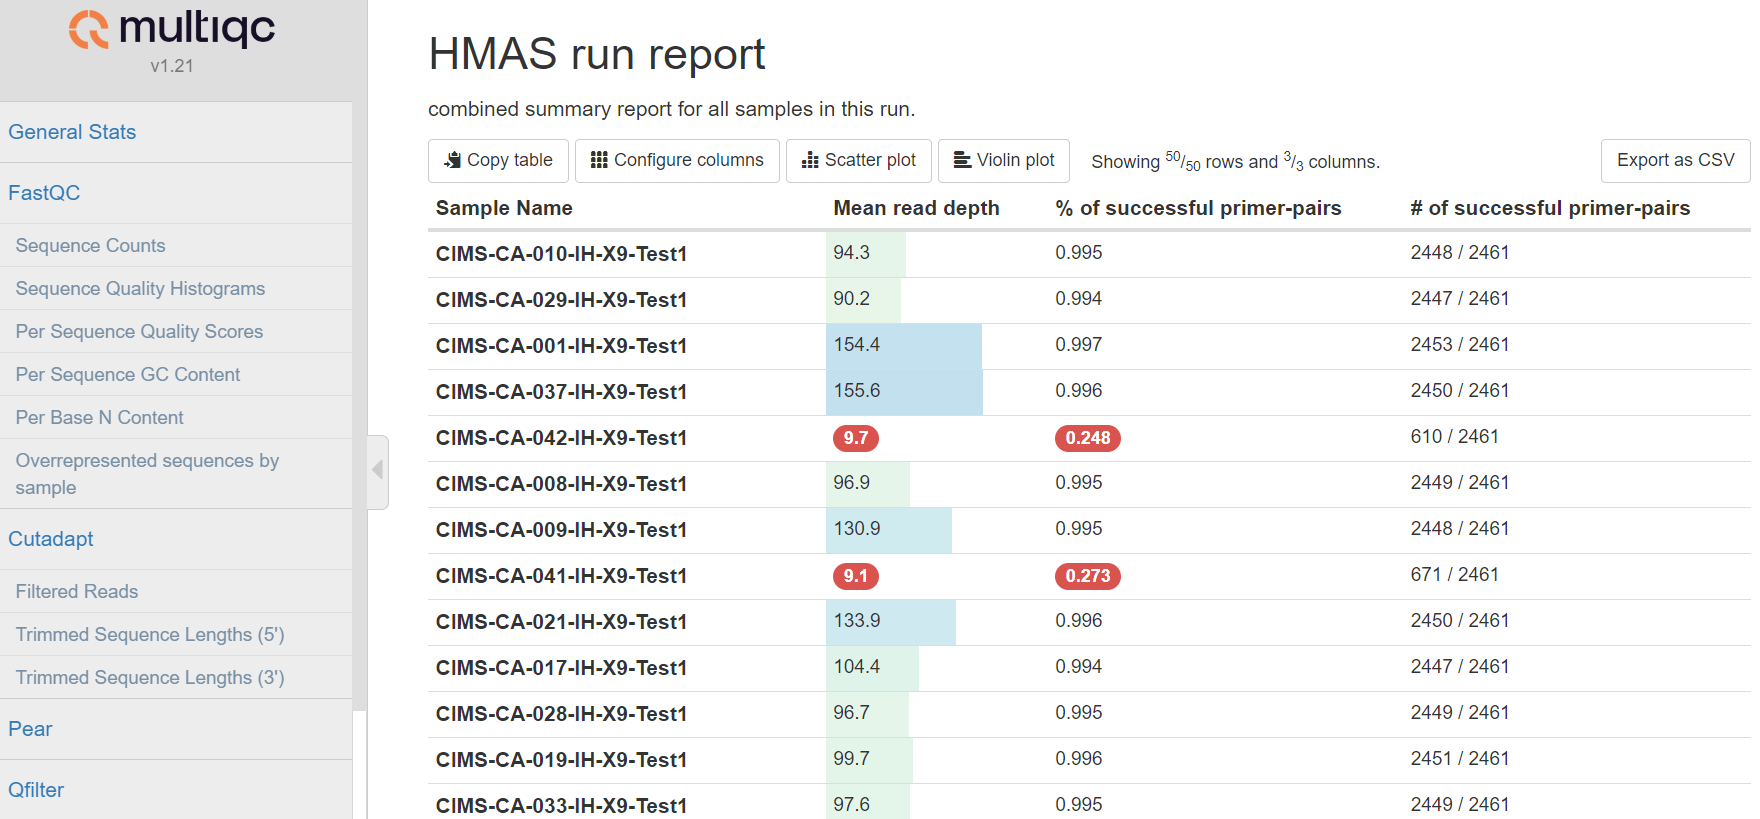 multiqc
v1.21
General Stats
FastQC
Sequence Counts
Sequence Quality Histograms
Per Sequence Quality Scores
Per Sequence GC Content
Per Base N Content
Overrepresented sequences by
sample
Cutadapt
Filtered Reads
Trimmed Sequence Lengths (5')
Trimmed Sequence Lengths (3')
Pear
Qfilter
HMAS run report
combined summary report for all samples in this run.
Copy table Configure columns Scatter plot Violin plot Showing 50/50 rows and 3/3 columns. Export as CSV
Sample Name Mean read depth % of successful primer-pairs # of successful primer-pairs
CIMS-CA-010-IH-X9-Test1 94.3 0.995 2448 / 2461
CIMS-CA-029-IH-X9-Test1 90.2 0.994 2447 / 2461
CIMS-CA-001-IH-X9-Test1 154.4 0.997 2453 / 2461
CIMS-CA-037-IH-X9-Test1 155.6 0.996 2450 / 2461
CIMS-CA-042-IH-X9-Test1 9.7 0.248 610 / 2461
CIMS-CA-008-IH-X9-Test1 96.9 0.995 2449 / 2461
CIMS-CA-009-IH-X9-Test1 130.9 0.995 2448 / 2461
CIMS-CA-041-IH-X9-Test1 9.1 0.273 671 / 2461
CIMS-CA-021-IH-X9-Test1 133.9 0.996 2450 / 2461
CIMS-CA-017-IH-X9-Test1 104.4 0.994 2447 / 2461
CIMS-CA-028-IH-X9-Test1 96.7 0.995 2449 / 2461
CIMS-CA-019-IH-X9-Test1 99.7 0.996 2451 / 2461
CIMS-CA-033-IH-X9-Test1 97.6 0.995 2449 / 2461